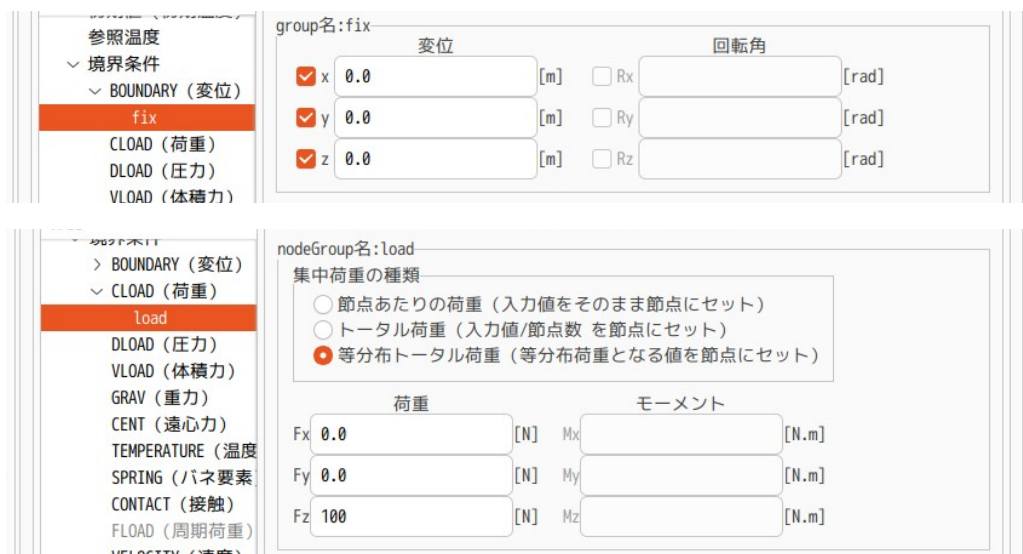 参照温度
境界条件
BOUNDARY (変位)
fix
CLOAD (荷重)
DLOAD (圧力)
VLOAD (体積力)
group名:fix
変位 回転角
x 0.0 [m] Rx [rad]
y 0.0 [m] Ry [rad]
z 0.0 [m] Rz [rad]
境界条件
BOUNDARY (変位)
CLOAD (荷重)
load
DLOAD (圧力)
VLOAD (体積力)
GRAV (重力)
CENT (遠心力)
TEMPERATURE (温度
SPRING (バネ要素
CONTACT (接触)
FLOAD (周期荷重)
VELOCITY (速度)
nodeGroup名:load
集中荷重の種類
節点あたりの荷重 (入力値をそのまま節点にセット)
トータル荷重 (入力値/節点数 を節点にセット)
等分布トータル荷重 (等分布荷重となる値を節点にセット)
荷重 モーメント
Fx 0.0 [N] Mx [N.m]
Fy 0.0 [N] My [N.m]
Fz 100 [N] Mz [N.m]